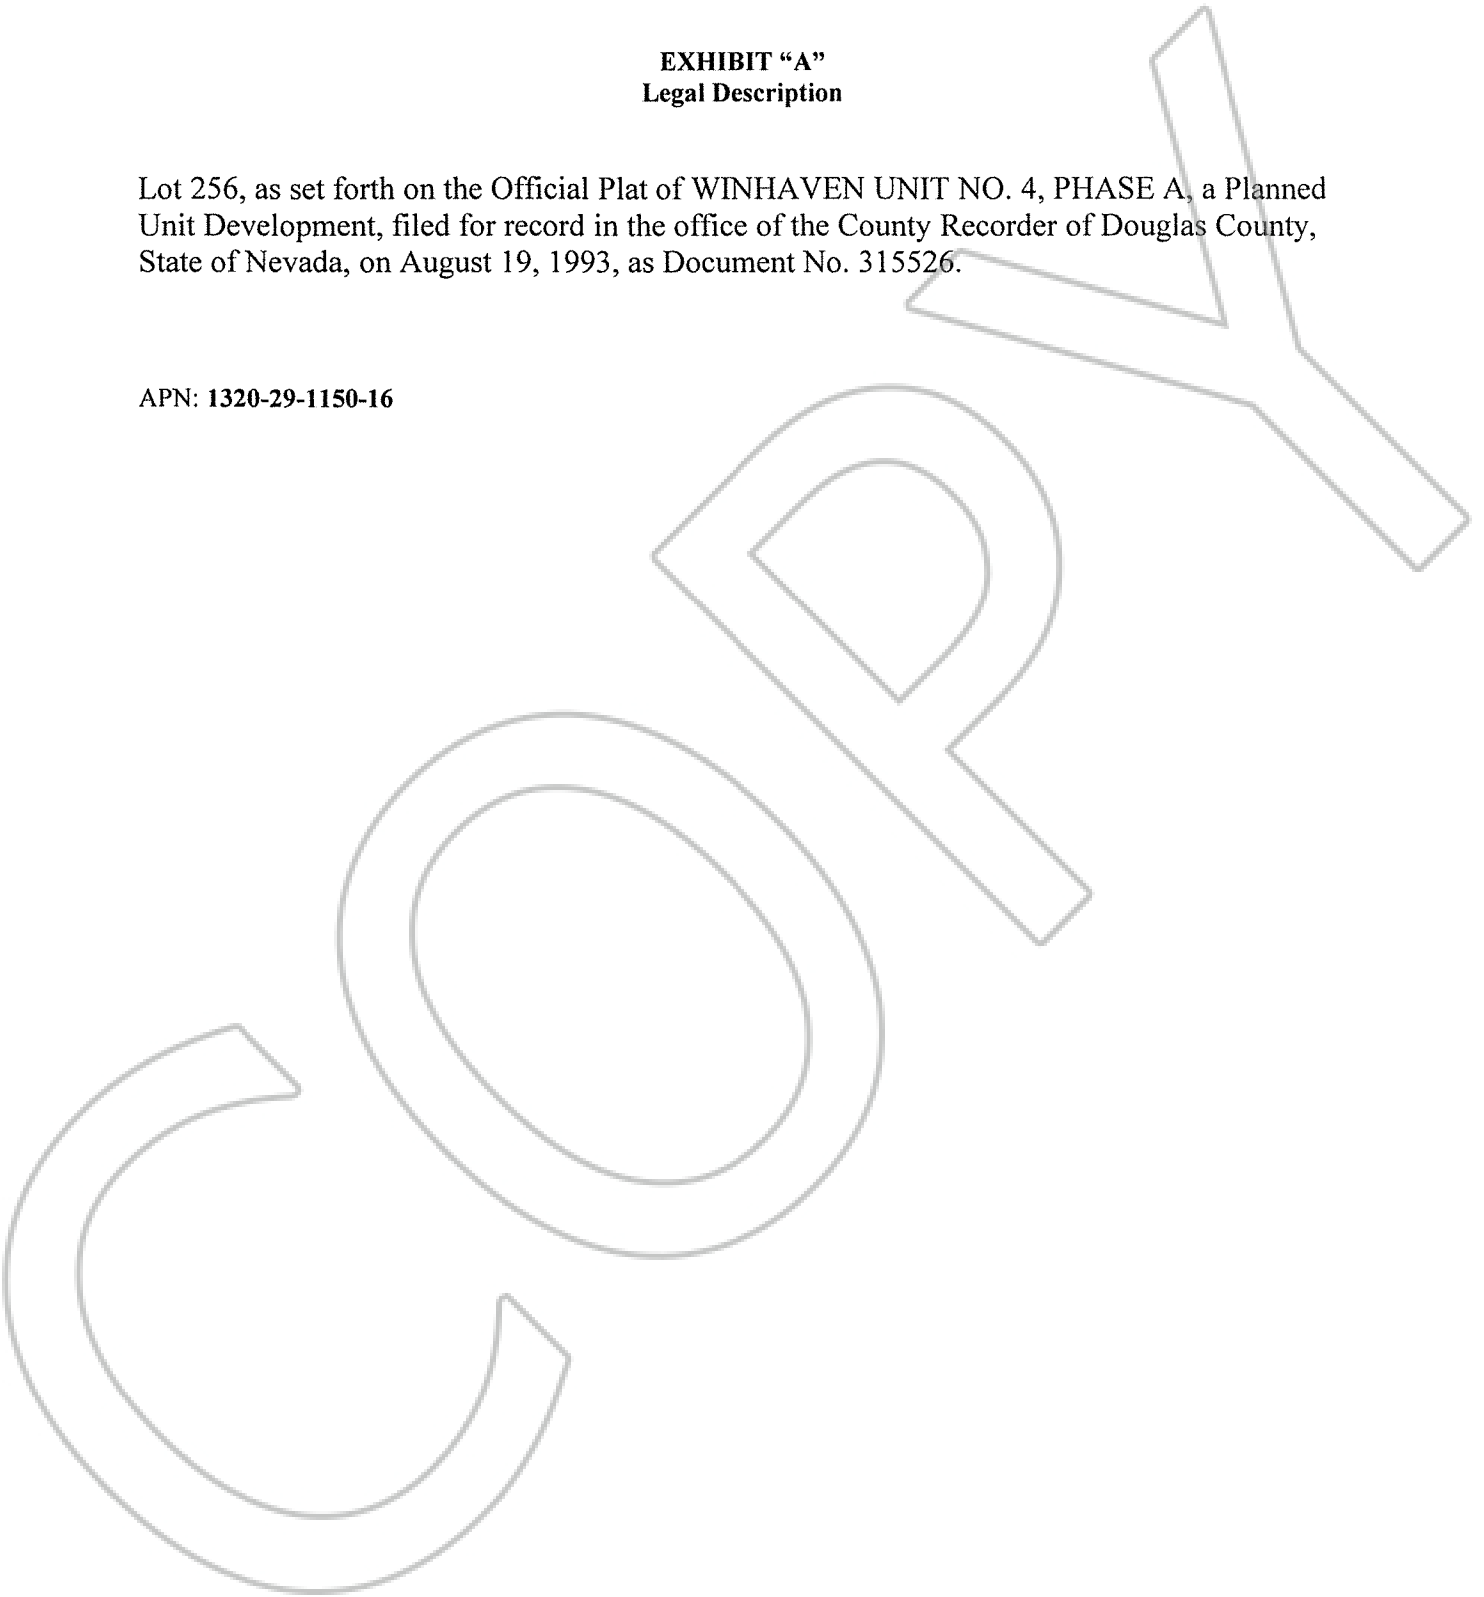 EXHIBIT “A”
Legal Description
Lot 256, as set forth on the Official Plat of WINHAVEN UNIT NO. 4, PHASE A, a Planned
Unit Development, filed for record in the office of the County Recorder of Douglas County,
State of Nevada, on August 19, 1993, as Document No. 315526.
APN: 1320-29-1150-16
COPY